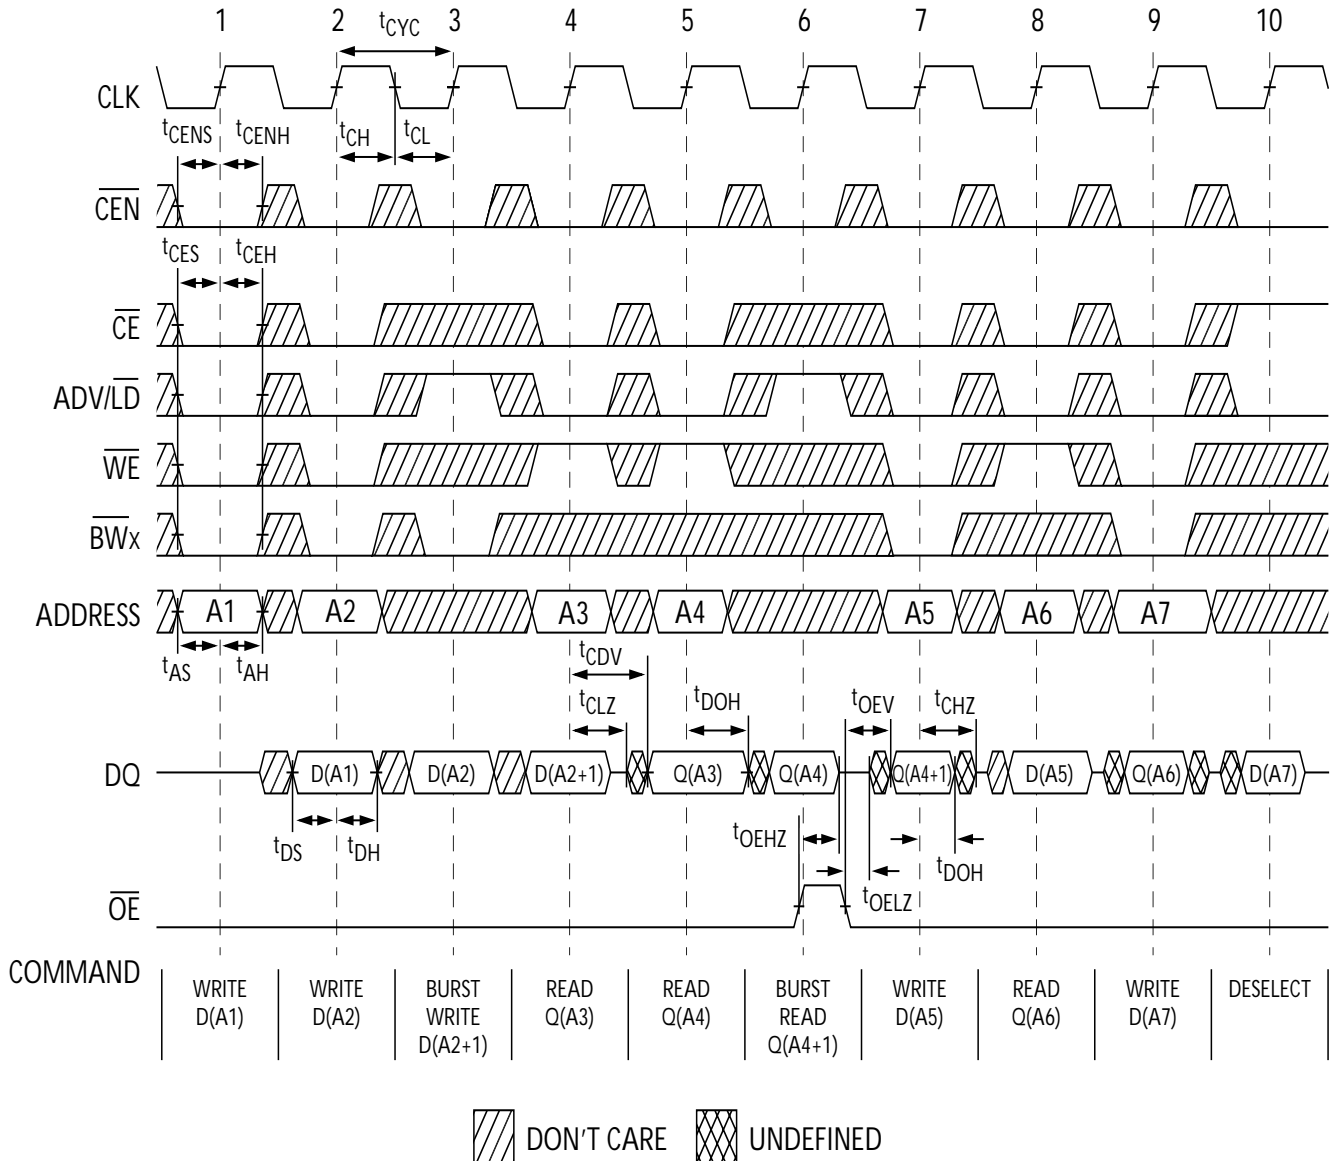 1 2 3 4 5 6 7 8 9 10
tCYC
CLK
tCENS tCENH tCH tCL
CEN
tCES tCEH
CE
ADV/LD
WE
BWx
ADDRESS A1 A2 A3 A4 A5 A6 A7
tAS tAH
tCDV
tCLZ tDOH tOEV tCHZ
DQ D(A1) D(A2) D(A2+1) Q(A3) Q(A4) Q(A4+1) D(A5) Q(A6) D(A7)
tDS tDH tOEHZ tDOH
tOELZ
OE
COMMAND
WRITE D(A1)
WRITE D(A2)
BURST WRITE D(A2+1)
READ Q(A3)
READ Q(A4)
BURST READ Q(A4+1)
WRITE D(A5)
READ Q(A6)
WRITE D(A7)
DESELECT
DON'T CARE UNDEFINED